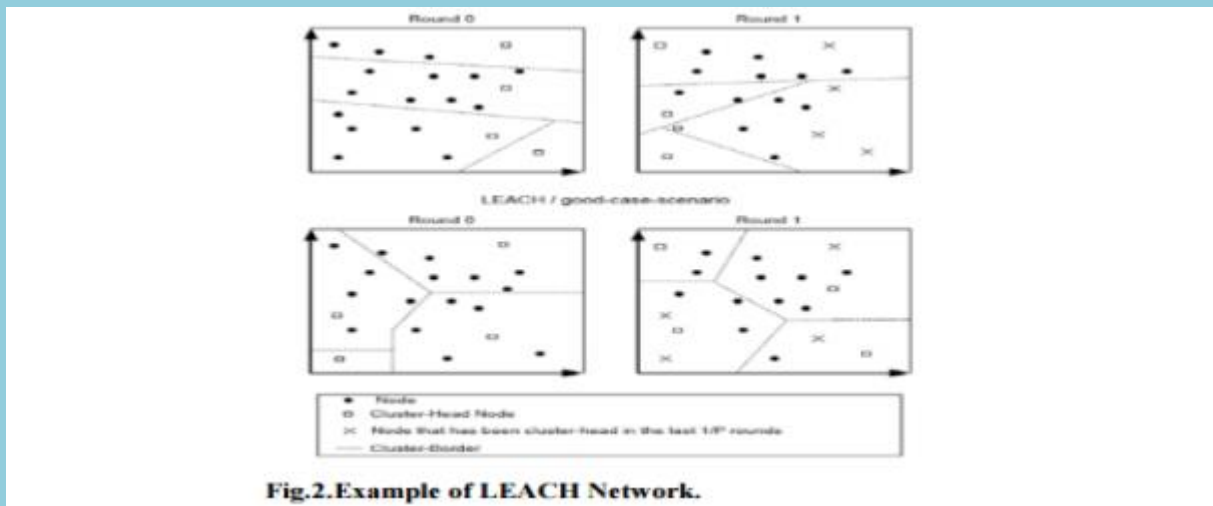 Round 0
Round 1
LEACH / good-case-scenario
Round 0
Round 1
Node
Cluster-Head Node
Node that has been cluster-head in the last 1/P rounds
Cluster-Border
Fig.2.Example of LEACH Network.